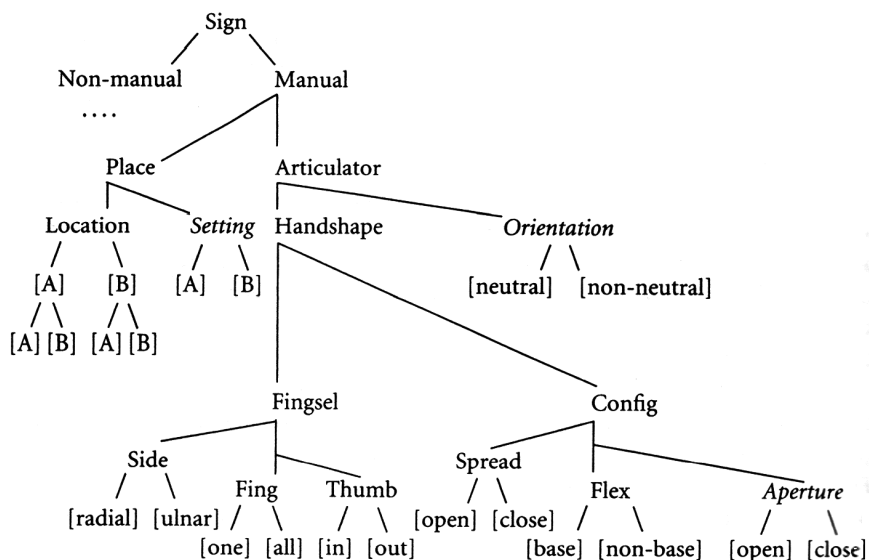 Sign
Non-manual Manual
....
Place Articulator
Location Setting Handshape Orientation
[A] [B] [A] [B] [neutral] [non-neutral]
[A] [B] [A] [B]
Fingsel Config
Side Spread
Fing Thumb Flex Aperture
[radial] [ulnar] [open] [close]
[one] [all] [in] [out] [base] [non-base] [open] [close]